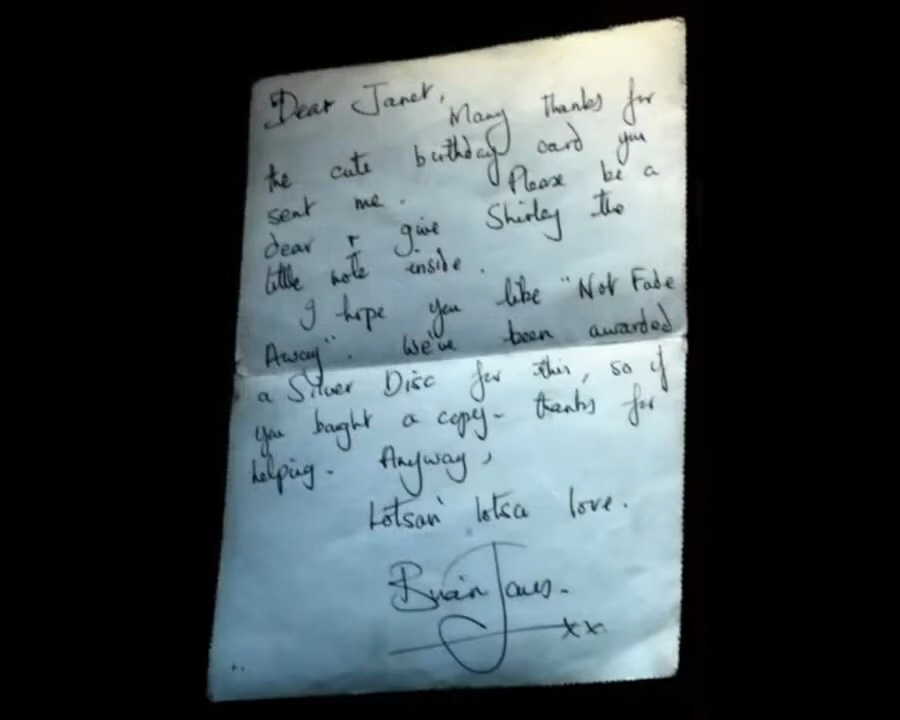 Dear Janet,
Many thanks for
the cute birthday card you
sent me. Please be a
dear + give Shirley the
little note inside.
I hope you like "Not Fade
Away". We've been awarded
a Silver Disc for this, so if
you bought a copy - thanks for
helping. Anyway,
Lotsan' lotsa love.
Brian Jones.
xx.